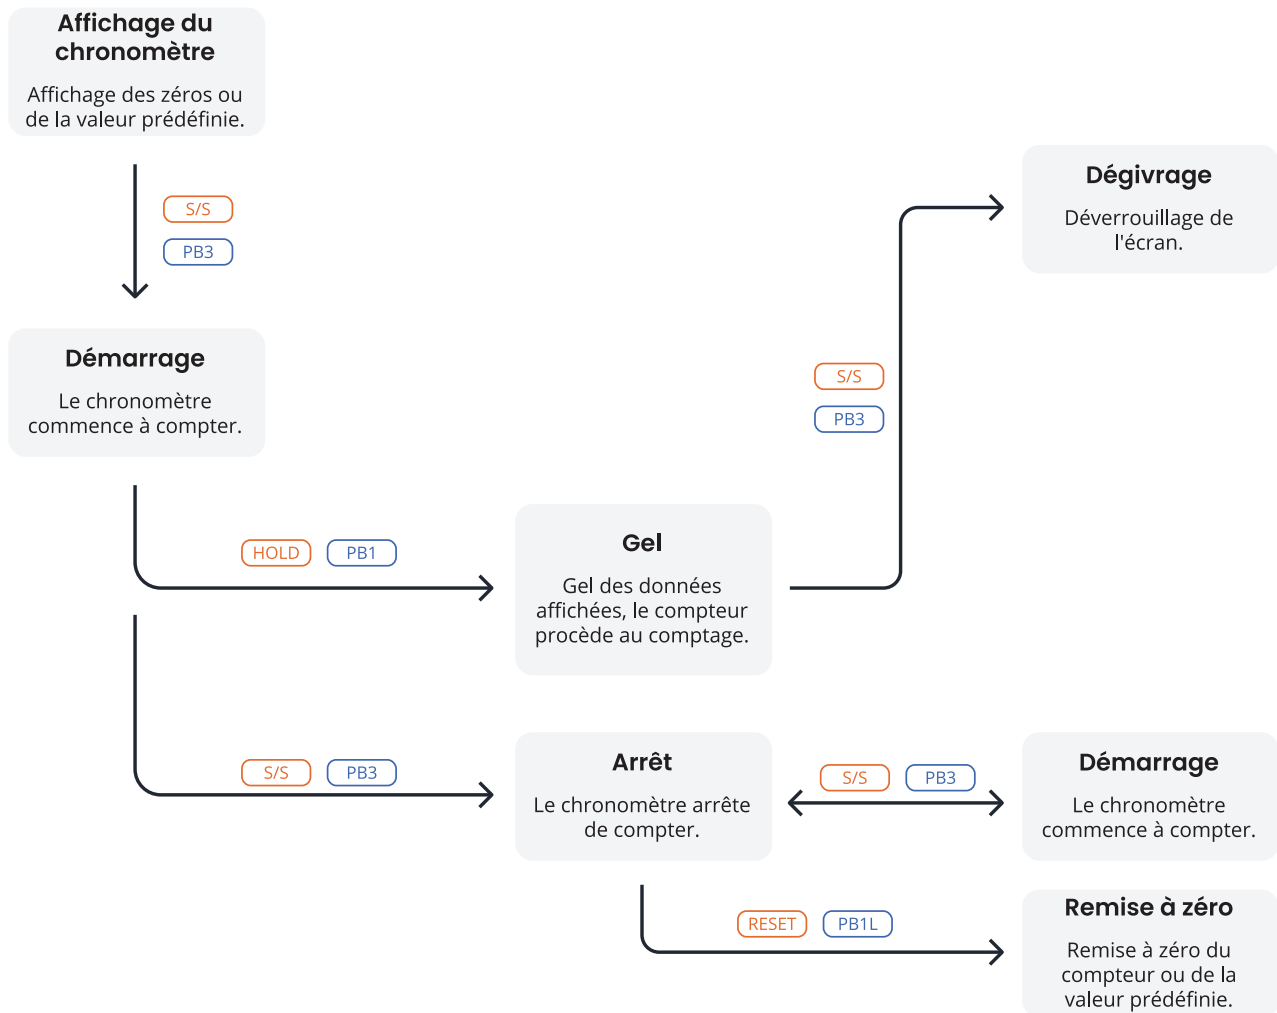 Affichage du
chronomètre
Affichage des zéros ou
de la valeur prédéfinie.
S/S
PB3
Démarrage
Le chronomètre
commence à compter.
HOLD PB1
Gel
Gel des données
affichées, le compteur
procède au comptage.
S/S
PB3
Dégivrage
Déverrouillage de
l'écran.
S/S PB3
Arrêt
Le chronomètre arrête
de compter.
S/S PB3
Démarrage
Le chronomètre
commence à compter.
RESET PB1L
Remise à zéro
Remise à zéro du
compteur ou de la
valeur prédéfinie.